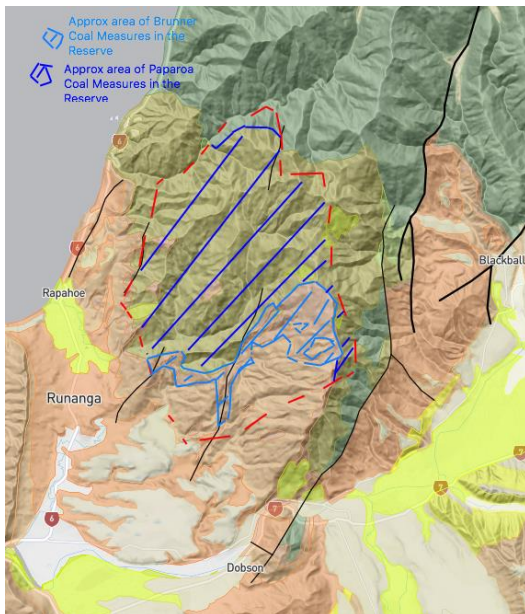 Approx area of Brunner
Coal Measures in the
Reserve
Approx area of Paparoa
Coal Measures in the
Reserve
6
6
Rapahoe
Blackball
Runanga
6
7
7
Dobson